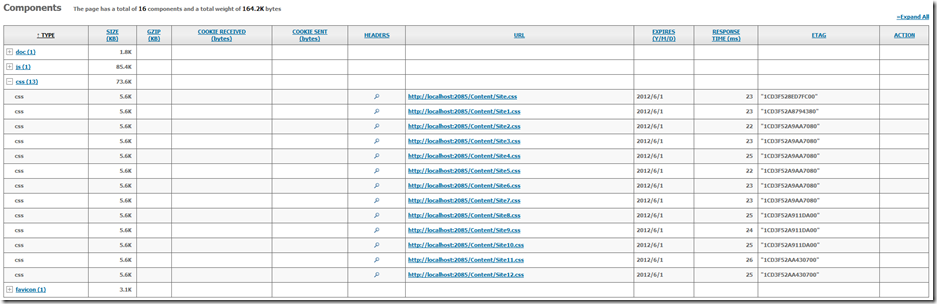 Components The page has a total of 16 components and a total weight of 164.2K bytes
»Expand All
↑ TYPE SIZE (KB) GZIP (KB) COOKIE RECEIVED (bytes) COOKIE SENT (bytes) HEADERS URL EXPIRES (Y/M/D) RESPONSE TIME (ms) ETAG ACTION
doc (1) 1.8K
js (1) 85.4K
css (13) 73.6K
css 5.6K http://localhost:2085/Content/Site.css 2012/6/1 23 "1CD3F528ED7FC00"
css 5.6K http://localhost:2085/Content/Site1.css 2012/6/1 23 "1CD3F52A8794380"
css 5.6K http://localhost:2085/Content/Site2.css 2012/6/1 22 "1CD3F52A9AA7080"
css 5.6K http://localhost:2085/Content/Site3.css 2012/6/1 23 "1CD3F52A9AA7080"
css 5.6K http://localhost:2085/Content/Site4.css 2012/6/1 25 "1CD3F52A9AA7080"
css 5.6K http://localhost:2085/Content/Site5.css 2012/6/1 22 "1CD3F52A9AA7080"
css 5.6K http://localhost:2085/Content/Site6.css 2012/6/1 23 "1CD3F52A9AA7080"
css 5.6K http://localhost:2085/Content/Site7.css 2012/6/1 23 "1CD3F52A9AA7080"
css 5.6K http://localhost:2085/Content/Site8.css 2012/6/1 25 "1CD3F52A911DA00"
css 5.6K http://localhost:2085/Content/Site9.css 2012/6/1 24 "1CD3F52A911DA00"
css 5.6K http://localhost:2085/Content/Site10.css 2012/6/1 25 "1CD3F52A911DA00"
css 5.6K http://localhost:2085/Content/Site11.css 2012/6/1 26 "1CD3F52AA430700"
css 5.6K http://localhost:2085/Content/Site12.css 2012/6/1 25 "1CD3F52AA430700"
favicon (1) 3.1K